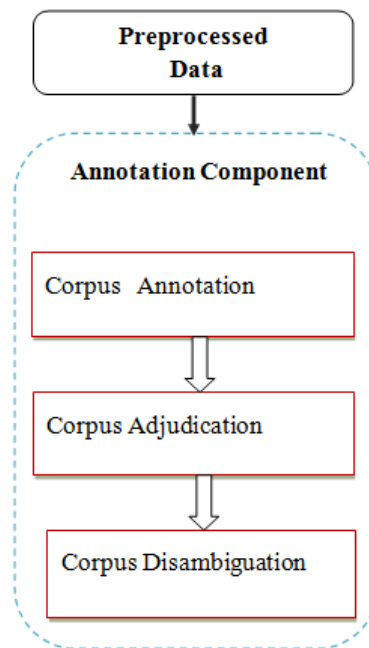 Preprocessed
Data
Annotation Component
Corpus Annotation
Corpus Adjudication
Corpus Disambiguation